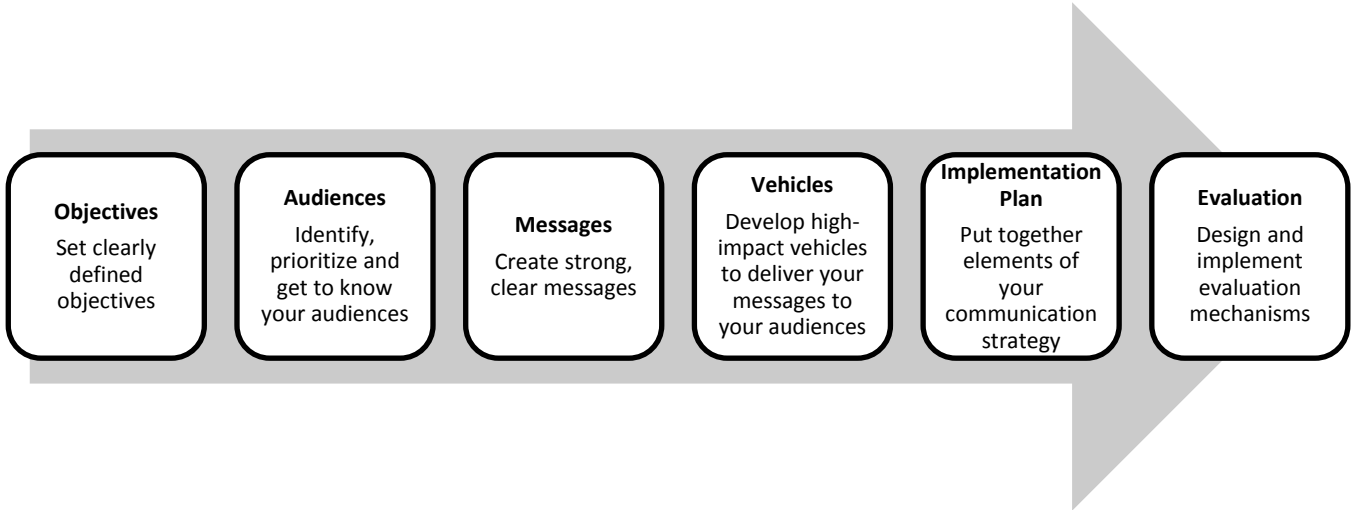 Objectives
Set clearly
defined
objectives
Audiences
Identify,
prioritize and
get to know
your audiences
Messages
Create strong,
clear messages
Vehicles
Develop high-
impact vehicles
to deliver your
messages to
your audiences
Implementation
Plan
Put together
elements of
your
communication
strategy
Evaluation
Design and
implement
evaluation
mechanisms